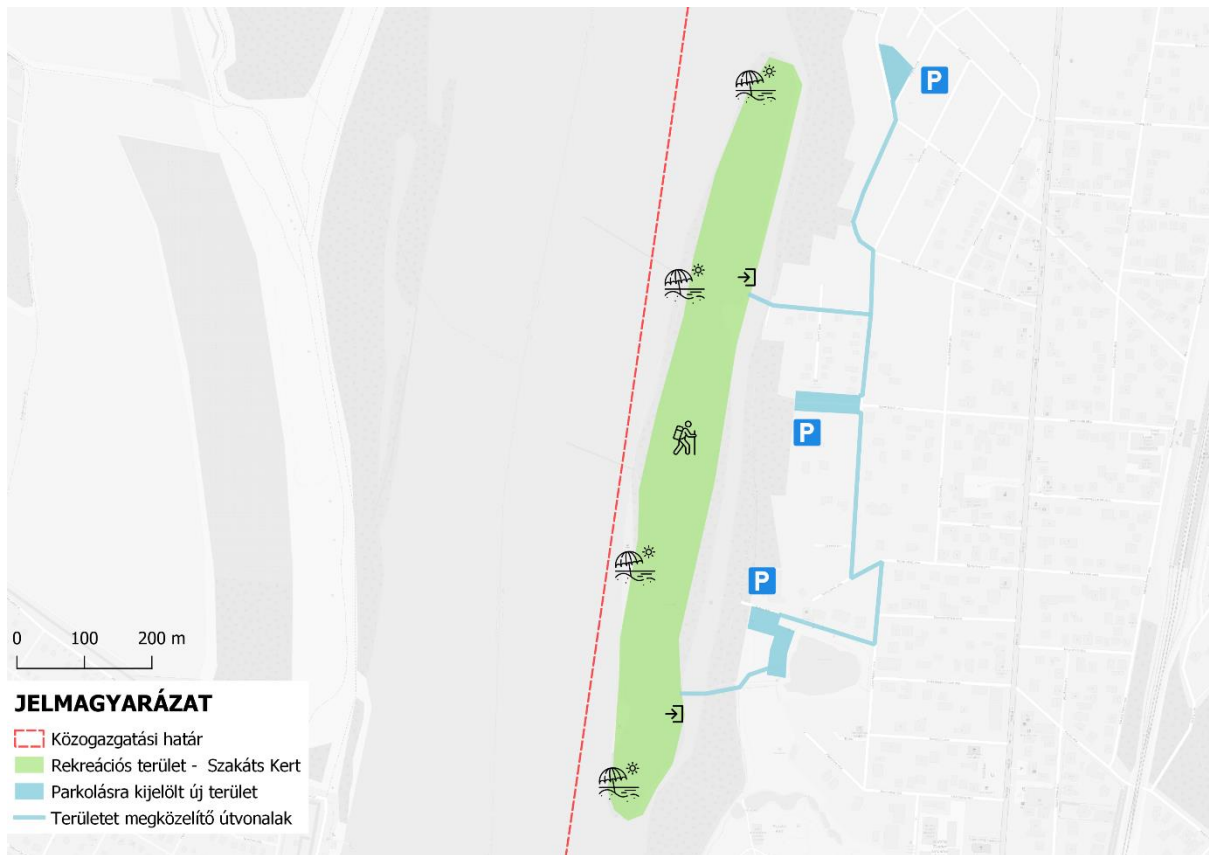 P
P
P
0 100 200 m
JELMAGYARÁZAT
Közogazgatási határ
Rekreációs terület - Szakáts Kert
Parkolásra kijelölt új terület
Területet megközelítő útvonalak